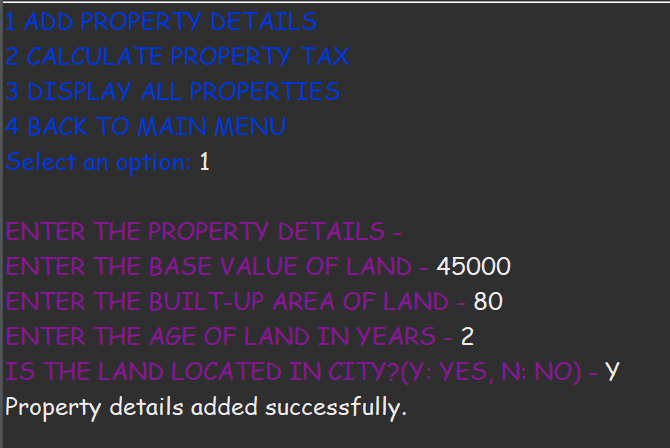 1 ADD PROPERTY DETAILS
2 CALCULATE PROPERTY TAX
3 DISPLAY ALL PROPERTIES
4 BACK TO MAIN MENU
Select an option: 1
ENTER THE PROPERTY DETAILS -
ENTER THE BASE VALUE OF LAND - 45000
ENTER THE BUILT-UP AREA OF LAND - 80
ENTER THE AGE OF LAND IN YEARS - 2
IS THE LAND LOCATED IN CITY?(Y: YES, N: NO) - Y
Property details added successfully.